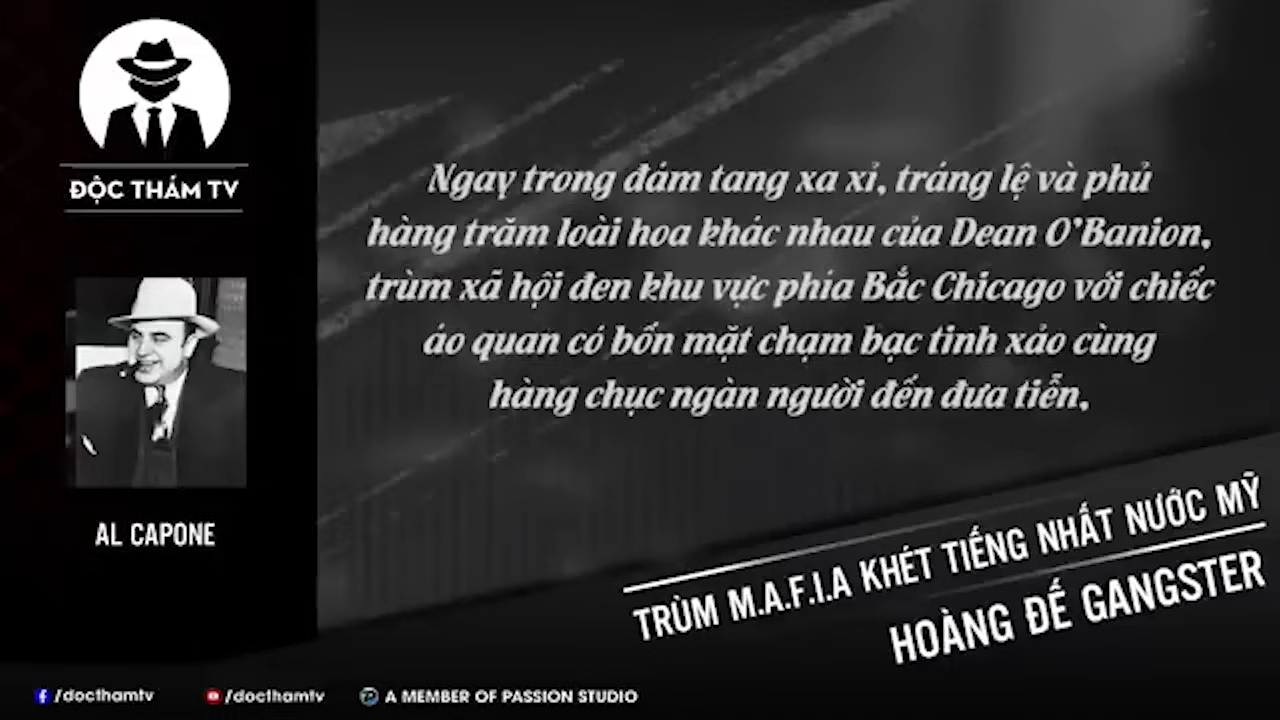 ĐỘC THÁM TV
AL CAPONE
Ngay trong đám tang xa xỉ, tráng lệ và phủ
hàng trăm loài hoa khác nhau của Dean O'Banion,
trùm xã hội đen khu vực phía Bắc Chicago với chiếc
áo quan có bốn mặt chạm bạc tinh xảo cùng
hàng chục ngàn người đến đưa tiễn,
TRÙM M.A.F.I.A KHÉT TIẾNG NHẤT NƯỚC MỸ
HOÀNG ĐẾ GANGSTER
/docthamtv
/docthamtv
A MEMBER OF PASSION STUDIO